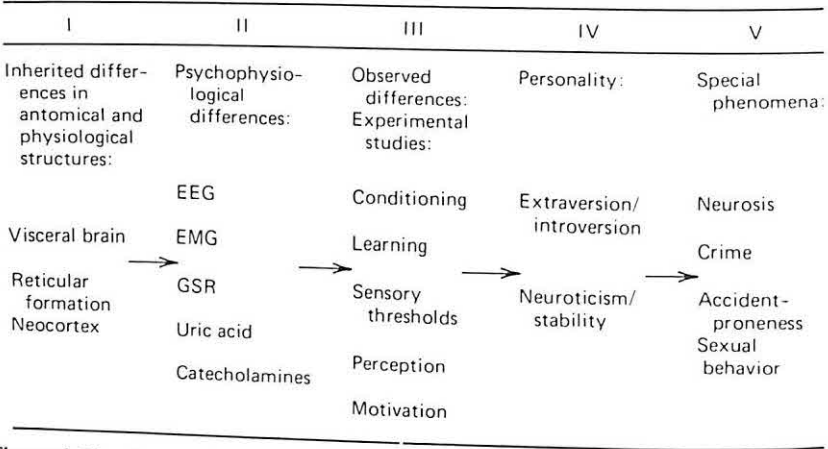 I
II
III
IV
V
Inherited differ-
ences in
antomical and
physiological
structures:
Visceral brain
Reticular
formation
Neocortex
Psychophysio-
logical
differences:
EEG
EMG
GSR
Uric acid
Catecholamines
Observed
differences:
Experimental
studies:
Conditioning
Learning
Sensory
thresholds
Perception
Motivation
Personality:
Extraversion/
introversion
Neuroticism/
stability
Special
phenomena:
Neurosis
Crime
Accident-
proneness
Sexual
behavior